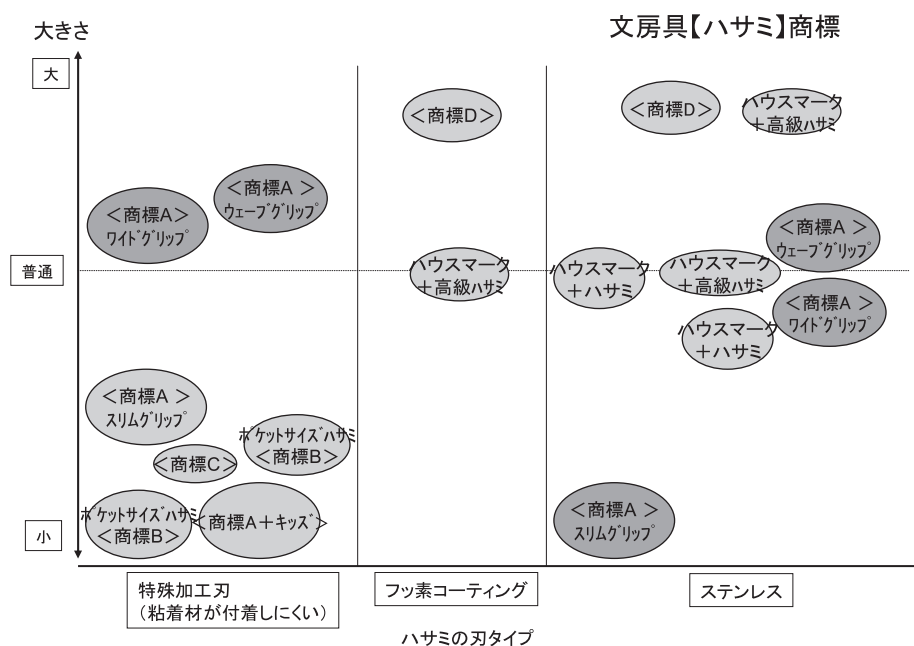 文房具【ハサミ】商標
大きさ
大
＜商標D＞
＜商標D＞
ハウスマーク
＋高級ﾊｻﾐ
＜商標A＞
ﾜｲﾄﾞｸﾞﾘｯﾌﾟ
＜商標A ＞
ｳｪｰﾌﾞｸﾞﾘｯﾌﾟ
＜商標A ＞
ｳｪｰﾌﾞｸﾞﾘｯﾌﾟ
普通
ハウスマーク
＋高級ﾊｻﾐ
ハウスマーク
＋ハサミ
ハウスマーク
＋高級ﾊｻﾐ
＜商標A ＞
ﾜｲﾄﾞｸﾞﾘｯﾌﾟ
ハウスマーク
＋ハサミ
＜商標A ＞
ｽﾘﾑｸﾞﾘｯﾌﾟ
ﾎﾟｹｯﾄｻｲｽﾞﾊｻﾐ
＜商標B＞
＜商標C＞
ﾎﾟｹｯﾄｻｲｽﾞﾊｻﾐ
＜商標B＞
＜商標A＋ｷｯｽﾞ＞
＜商標A ＞
ｽﾘﾑｸﾞﾘｯﾌﾟ
小
特殊加工刃
（粘着材が付着しにくい）
フッ素コーティング
ステンレス
ハサミの刃タイプ